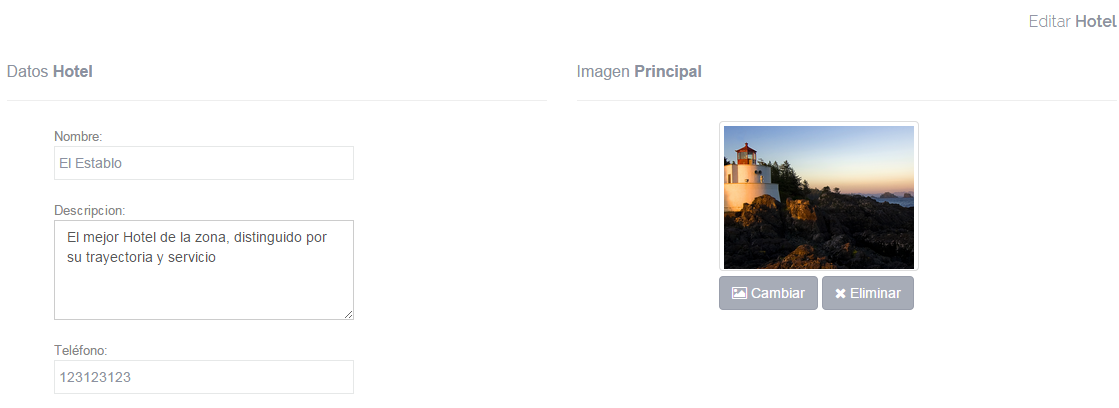 Editar Hotel
Datos Hotel
Nombre:
El Establo
Descripcion:
El mejor Hotel de la zona, distinguido por
su trayectoria y servicio
Teléfono:
123123123
Imagen Principal
Cambiar
Eliminar